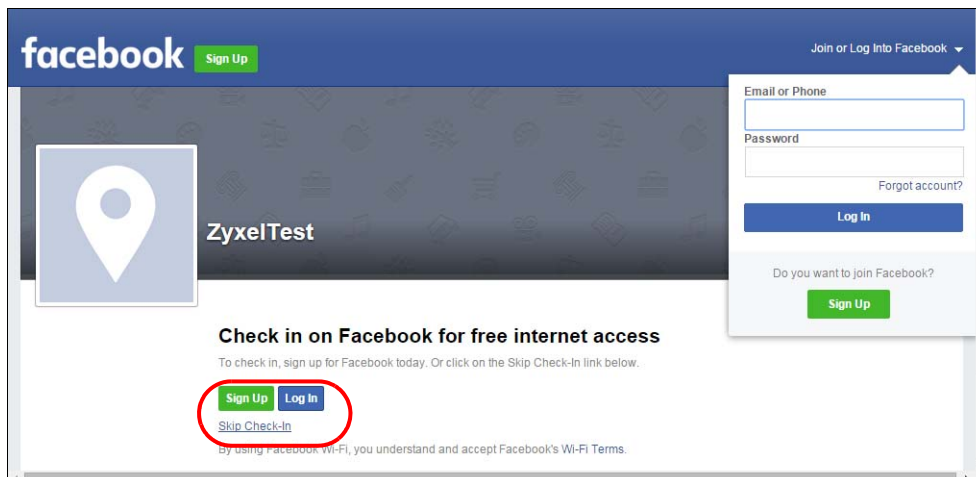 facebook Sign Up
Join or Log Into Facebook
Email or Phone
Password
Forgot account?
Log In
Do you want to join Facebook?
Sign Up
ZyxelTest
Check in on Facebook for free internet access
To check in, sign up for Facebook today. Or click on the Skip Check-In link below.
Sign Up Log In
Skip Check-In
By using Facebook Wi-Fi, you understand and accept Facebook's Wi-Fi Terms.